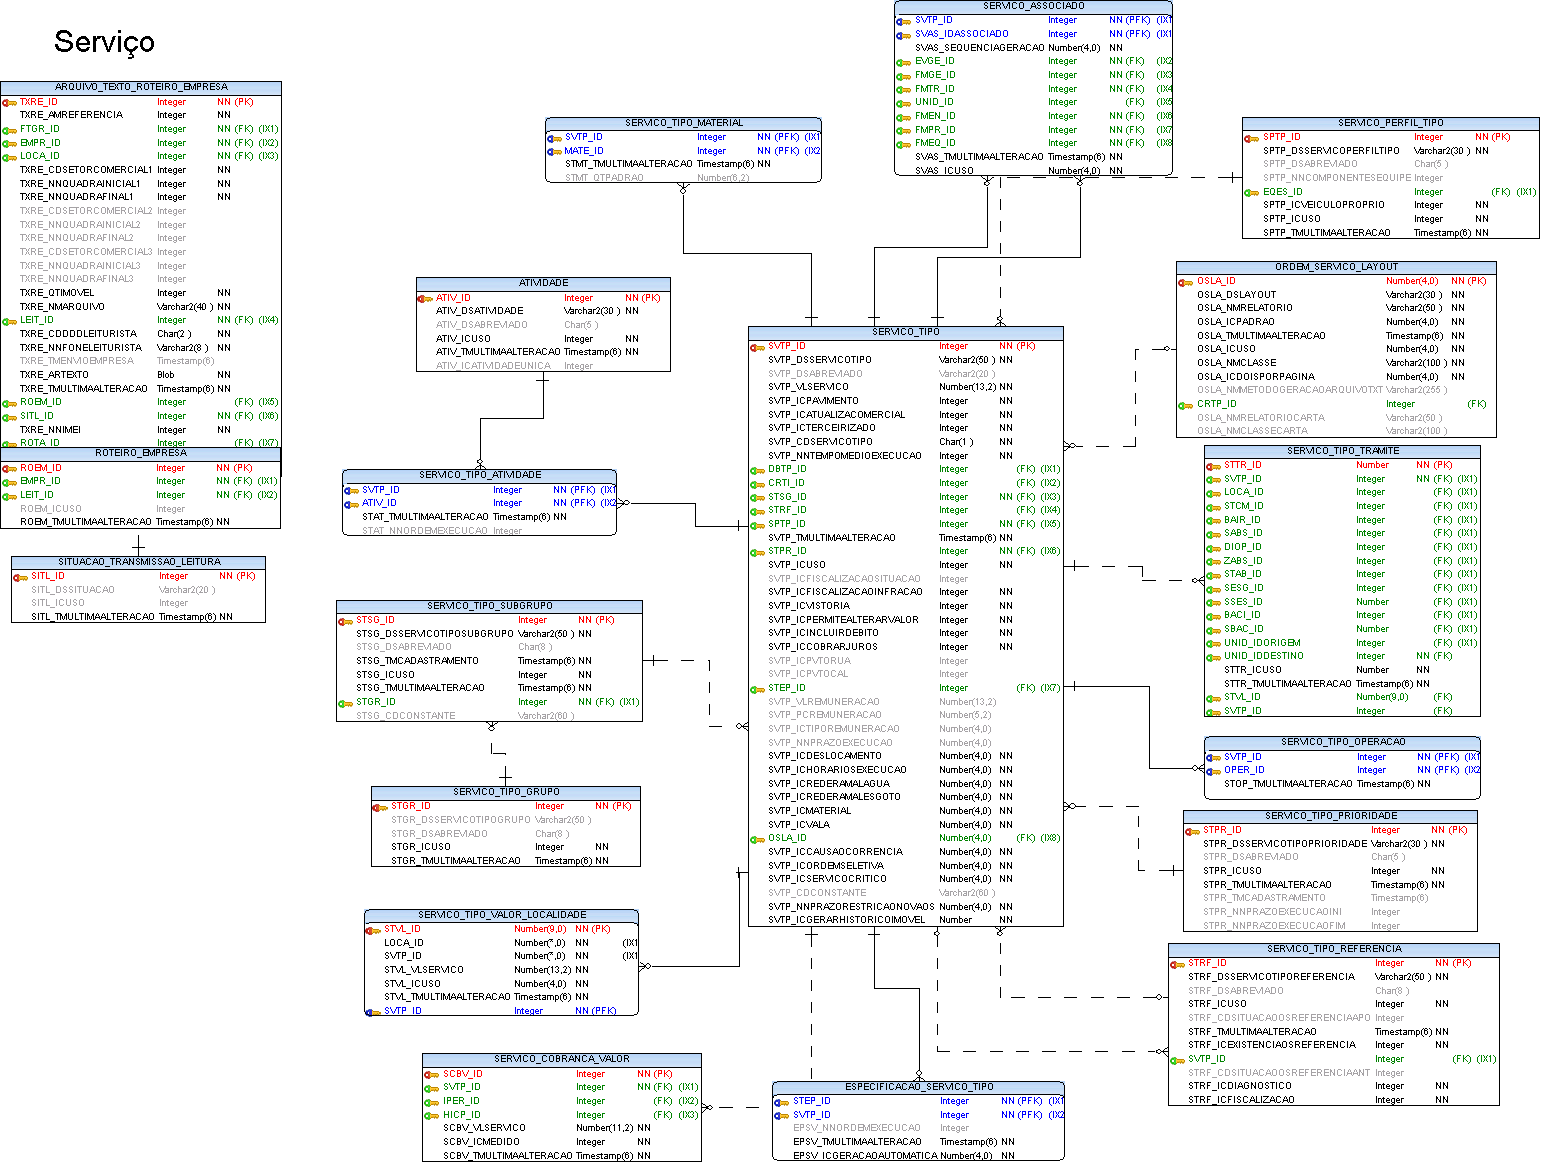 Serviço
ARQUIVO_TEXTO_ROTEIRO_EMPRESA
TXRE_ID Integer NN (PK)
TXRE_AMREFERENCIA Integer NN
FTGR_ID Integer NN (FK) (IX1)
EMPR_ID Integer NN (FK) (IX2)
LOCA_ID Integer NN (FK) (IX3)
TXRE_CDSETORCOMERCIAL1 Integer NN
TXRE_NNQUADRAINICIAL1 Integer NN
TXRE_NNQUADRAFINAL1 Integer NN
TXRE_CDSETORCOMERCIAL2 Integer
TXRE_NNQUADRAINICIAL2 Integer
TXRE_NNQUADRAFINAL2 Integer
TXRE_CDSETORCOMERCIAL3 Integer
TXRE_NNQUADRAINICIAL3 Integer
TXRE_NNQUADRAFINAL3 Integer
TXRE_QTIMOVEL Integer NN
TXRE_NMARQUIVO Varchar2(40 ) NN
LEIT_ID Integer NN (FK) (IX4)
TXRE_CDDDDLEITURISTA Char(2 ) NN
TXRE_NNFONELEITURISTA Varchar2(8 ) NN
TXRE_TMENVIOEMPRESA Timestamp(6)
TXRE_ARTEXTO Blob NN
TXRE_TMULTIMAALTERACAO Timestamp(6) NN
ROEM_ID Integer (FK) (IX5)
SITL_ID Integer NN (FK) (IX6)
TXRE_NNIMEI Integer NN
ROTA_ID Integer (FK) (IX7)
ROTEIRO_EMPRESA
ROEM_ID Integer NN (PK)
EMPR_ID Integer NN (FK) (IX1)
LEIT_ID Integer NN (FK) (IX2)
ROEM_ICUSO Integer
ROEM_TMULTIMAALTERACAO Timestamp(6) NN
SITUACAO_TRANSMISSAO_LEITURA
SITL_ID Integer NN (PK)
SITL_DSSITUACAO Varchar2(20 )
SITL_ICUSO Integer
SITL_TMULTIMAALTERACAO Timestamp(6) NN
SERVICO_TIPO_MATERIAL
SVTP_ID Integer NN (PFK) (IX1
MATE_ID Integer NN (PFK) (IX2
STMT_TMULTIMAALTERACAO Timestamp(6) NN
STMT_QTPADRAO Number(6,2)
SERVICO_ASSOCIADO
SVTP_ID Integer NN (PFK) (IX1
SVAS_IDASSOCIADO Integer NN (PFK) (IX1
SVAS_SEQUENCIAGERACAO Number(4,0) NN
EVGE_ID Integer NN (FK) (IX2
FMGE_ID Integer NN (FK) (IX3
FMTR_ID Integer NN (FK) (IX4
UNID_ID Integer (FK) (IX5
FMEN_ID Integer NN (FK) (IX6
FMPR_ID Integer NN (FK) (IX7
FMEQ_ID Integer NN (FK) (IX8
SVAS_TMULTIMAALTERACAO Timestamp(6) NN
SVAS_ICUSO Number(4,0) NN
SERVICO_PERFIL_TIPO
SPTP_ID Integer NN (PK)
SPTP_DSSERVICOPERFILTIPO Varchar2(30 ) NN
SPTP_DSABREVIADO Char(5 )
SPTP_NNCOMPONENTESEQUIPE Integer
EQES_ID Integer (FK) (IX1)
SPTP_ICVEICULOPROPRIO Integer NN
SPTP_ICUSO Integer NN
SPTP_TMULTIMAALTERACAO Timestamp(6) NN
ATIVIDADE
ATIV_ID Integer NN (PK)
ATIV_DSATIVIDADE Varchar2(30 ) NN
ATIV_DSABREVIADO Char(5 )
ATIV_ICUSO Integer NN
ATIV_TMULTIMAALTERACAO Timestamp(6) NN
ATIV_ICATIVIDADEUNICA Integer
SERVICO_TIPO_ATIVIDADE
SVTP_ID Integer NN (PFK) (IX1
ATIV_ID Integer NN (PFK) (IX2
STAT_TMULTIMAALTERACAO Timestamp(6) NN
STAT_NNORDEMEXECUCAO Integer
SERVICO_TIPO_SUBGRUPO
STSG_ID Integer NN (PK)
STSG_DSSERVICOTIPOSUBGRUPO Varchar2(50 ) NN
STSG_DSABREVIADO Char(8 )
STSG_TMCADASTRAMENTO Timestamp(6) NN
STSG_ICUSO Integer NN
STSG_TMULTIMAALTERACAO Timestamp(6) NN
STGR_ID Integer NN (FK) (IX1)
STSG_CDCONSTANTE Varchar2(60 )
SERVICO_TIPO_GRUPO
STGR_ID Integer NN (PK)
STGR_DSSERVICOTIPOGRUPO Varchar2(50 )
STGR_DSABREVIADO Char(8 )
STGR_ICUSO Integer NN
STGR_TMULTIMAALTERACAO Timestamp(6) NN
SERVICO_TIPO_VALOR_LOCALIDADE
STVL_ID Number(9,0) NN (PK)
LOCA_ID Number(*,0) NN (IX1
SVTP_ID Number(*,0) NN (IX1
STVL_VLSERVICO Number(13,2) NN
STVL_ICUSO Number(4,0) NN
STVL_TMULTIMAALTERACAO Timestamp(6) NN
SVTP_ID Integer NN (PFK)
SERVICO_COBRANCA_VALOR
SCBV_ID Integer NN (PK)
SVTP_ID Integer NN (FK) (IX1)
IPER_ID Integer (FK) (IX2)
HICP_ID Integer (FK) (IX3)
SCBV_VLSERVICO Number(11,2) NN
SCBV_ICMEDIDO Integer NN
SCBV_TMULTIMAALTERACAO Timestamp(6) NN
SERVICO_TIPO
SVTP_ID Integer NN (PK)
SVTP_DSSERVICOTIPO Varchar2(50 ) NN
SVTP_DSABREVIADO Varchar2(20 )
SVTP_VLSERVICO Number(13,2) NN
SVTP_ICPAVIMENTO Integer NN
SVTP_ICATUALIZACOMERCIAL Integer NN
SVTP_ICTERCEIRIZADO Integer NN
SVTP_CDSERVICOTIPO Char(1 ) NN
SVTP_NNTEMPOMEDIOEXECUCAO Integer NN
DBTP_ID Integer (FK) (IX1)
CRTI_ID Integer (FK) (IX2)
STSG_ID Integer NN (FK) (IX3)
STRF_ID Integer (FK) (IX4)
SPTP_ID Integer NN (FK) (IX5)
SVTP_TMULTIMAALTERACAO Timestamp(6) NN
STPR_ID Integer NN (FK) (IX6)
SVTP_ICUSO Integer NN
SVTP_ICFISCALIZACAOSITUACAO Integer
SVTP_ICFISCALIZACAOINFRACAO Integer NN
SVTP_ICVISTORIA Integer NN
SVTP_ICPERMITEALTERARVALOR Integer NN
SVTP_ICINCLUIRDEBITO Integer NN
SVTP_ICCOBRARJUROS Integer NN
SVTP_ICPVTORUA Integer
SVTP_ICPVTOCAL Integer
STEP_ID Integer (FK) (IX7)
SVTP_VLREMUNERACAO Number(13,2)
SVTP_PCREMUNERACAO Number(5,2)
SVTP_ICTIPOREMUNERACAO Number(4,0)
SVTP_NNPRAZOEXECUCAO Number(4,0)
SVTP_ICDESLOCAMENTO Number(4,0) NN
SVTP_ICHORARIOSEXECUCAO Number(4,0) NN
SVTP_ICREDERAMALAGUA Number(4,0) NN
SVTP_ICREDERAMALESGOTO Number(4,0) NN
SVTP_ICMATERIAL Number(4,0) NN
SVTP_ICVALA Number(4,0) NN
OSLA_ID Number(4,0) (FK) (IX8)
SVTP_ICCAUSAOCORRENCIA Number(4,0) NN
SVTP_ICORDEMSELETIVA Number(4,0) NN
SVTP_ICSERVICOCRITICO Number(4,0) NN
SVTP_CDCONSTANTE Varchar2(60 )
SVTP_NNPRAZORESTRICAONOVAOS Number(4,0) NN
SVTP_ICGERARHISTORICOIMOVEL Number NN
ESPECIFICACAO_SERVICO_TIPO
STEP_ID Integer NN (PFK) (IX1
SVTP_ID Integer NN (PFK) (IX2
EPSV_NNORDEMEXECUCAO Integer
EPSV_TMULTIMAALTERACAO Timestamp(6) NN
EPSV_ICGERACAOAUTOMATICA Number(4,0) NN
ORDEM_SERVICO_LAYOUT
OSLA_ID Number(4,0) NN (PK)
OSLA_DSLAYOUT Varchar2(30 ) NN
OSLA_NMRELATORIO Varchar2(50 ) NN
OSLA_ICPADRAO Number(4,0) NN
OSLA_TMULTIMAALTERACAO Timestamp(6) NN
OSLA_ICUSO Number(4,0) NN
OSLA_NMCLASSE Varchar2(100 ) NN
OSLA_ICDOISPORPAGINA Number(4,0) NN
OSLA_NMMETODOGERACAOARQUIVOTXT Varchar2(255 )
CRTP_ID Integer (FK)
OSLA_NMRELATORIOCARTA Varchar2(50 )
OSLA_NMCLASSECARTA Varchar2(100 )
SERVICO_TIPO_TRAMITE
STTR_ID Number NN (PK)
SVTP_ID Integer NN (FK) (IX1)
LOCA_ID Integer (FK) (IX1)
STCM_ID Integer (FK) (IX1)
BAIR_ID Integer (FK) (IX1)
SABS_ID Integer (FK) (IX1)
DIOP_ID Integer (FK) (IX1)
ZABS_ID Integer (FK) (IX1)
STAB_ID Integer (FK) (IX1)
SESG_ID Integer (FK) (IX1)
SSES_ID Number (FK) (IX1)
BACI_ID Integer (FK) (IX1)
SBAC_ID Number (FK) (IX1)
UNID_IDORIGEM Integer (FK) (IX1)
UNID_IDDESTINO Integer NN (FK)
STTR_ICUSO Number NN
STTR_TMULTIMAALTERACAO Timestamp(6) NN
STVL_ID Number(9,0) (FK)
SVTP_ID Integer (FK)
SERVICO_TIPO_OPERACAO
SVTP_ID Integer NN (PFK) (IX1
OPER_ID Integer NN (PFK) (IX2
STOP_TMULTIMAALTERACAO Timestamp(6) NN
SERVICO_TIPO_PRIORIDADE
STPR_ID Integer NN (PK)
STPR_DSSERVICOTIPOPRIORIDADE Varchar2(30 ) NN
STPR_DSABREVIADO Char(5 )
STPR_ICUSO Integer NN
STPR_TMULTIMAALTERACAO Timestamp(6) NN
STPR_TMCADASTRAMENTO Timestamp(6)
STPR_NNPRAZOEXECUCAOINI Integer
STPR_NNPRAZOEXECUCAOFIM Integer
SERVICO_TIPO_REFERENCIA
STRF_ID Integer NN (PK)
STRF_DSSERVICOTIPOREFERENCIA Varchar2(50 ) NN
STRF_DSABREVIADO Char(8 )
STRF_ICUSO Integer NN
STRF_CDSITUACAOOSREFERENCIAAPO Integer
STRF_TMULTIMAALTERACAO Timestamp(6) NN
STRF_ICEXISTENCIAOSREFERENCIA Integer NN
SVTP_ID Integer (FK) (IX1)
STRF_CDSITUACAOOSREFERENCIAANT Integer
STRF_ICDIAGNOSTICO Integer NN
STRF_ICFISCALIZACAO Integer NN